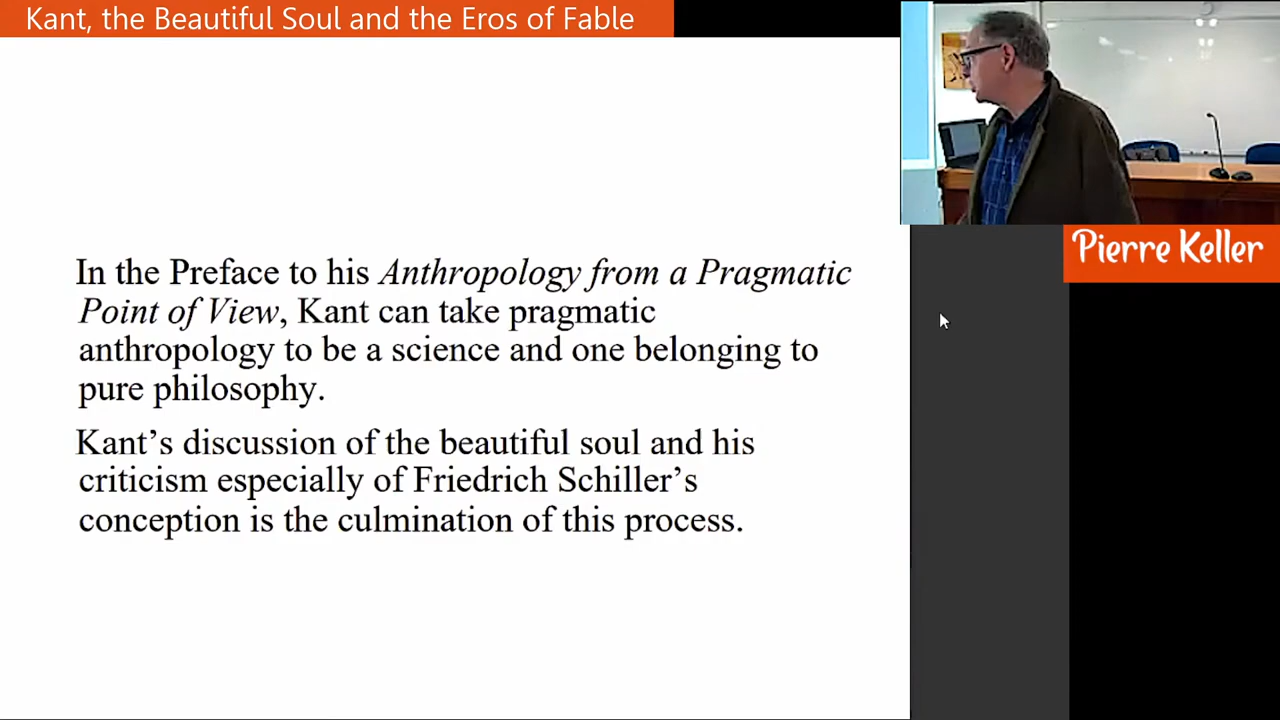 Kant, the Beautiful Soul and the Eros of Fable
Pierre Keller
In the Preface to his Anthropology from a Pragmatic
Point of View, Kant can take pragmatic
anthropology to be a science and one belonging to
pure philosophy.
Kant’s discussion of the beautiful soul and his
criticism especially of Friedrich Schiller’s
conception is the culmination of this process.